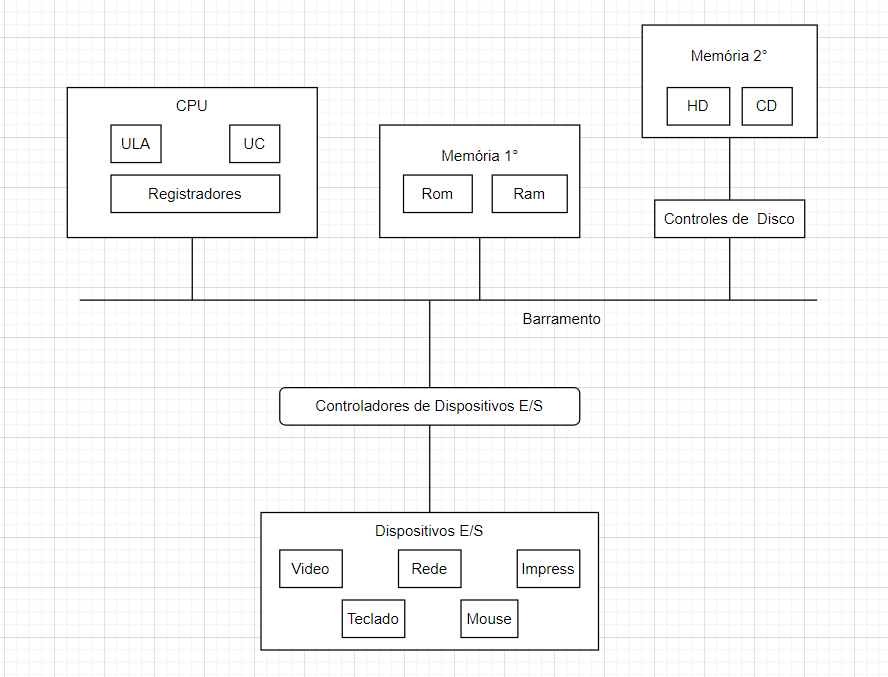 Memória 2°
HD
CD
CPU
ULA
UC
Registradores
Memória 1°
Rom
Ram
Controles de  Disco
Barramento
Controladores de Dispositivos E/S
Dispositivos E/S
Video
Rede
Impress
Teclado
Mouse